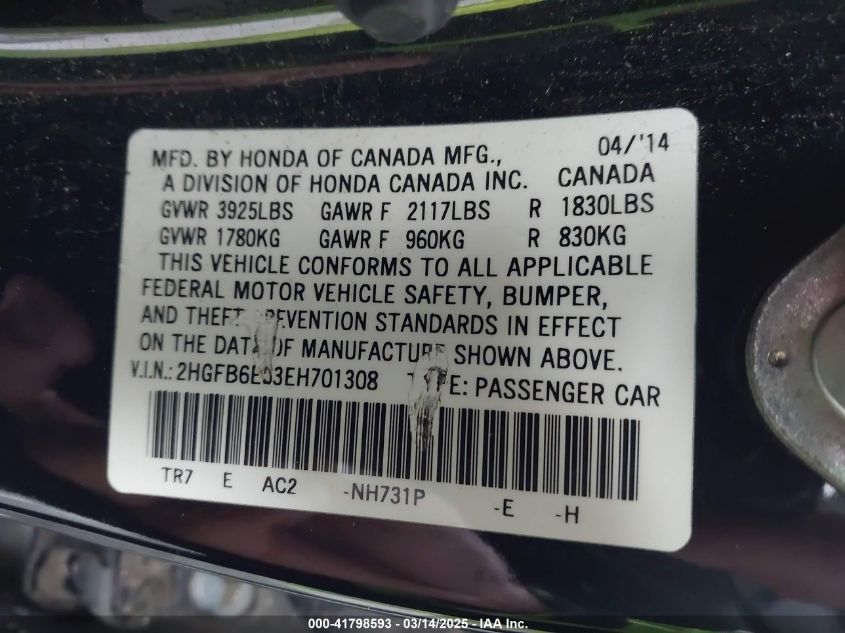 04/'14
MFD. BY HONDA OF CANADA MFG.,
A DIVISION OF HONDA CANADA INC. CANADA
GVWR 3925LBS GAWR F 2117LBS R 1830LBS
GVWR 1780KG GAWR F 960KG R 830KG
THIS VEHICLE CONFORMS TO ALL APPLICABLE
FEDERAL MOTOR VEHICLE SAFETY, BUMPER,
AND THEFT PREVENTION STANDARDS IN EFFECT
ON THE DATE OF MANUFACTURE SHOWN ABOVE.
V.I.N.: TYPE: PASSENGER CAR
TR7 E AC2 -NH731P -E -H
000-41798593 - 03/14/2025 - IAA Inc.